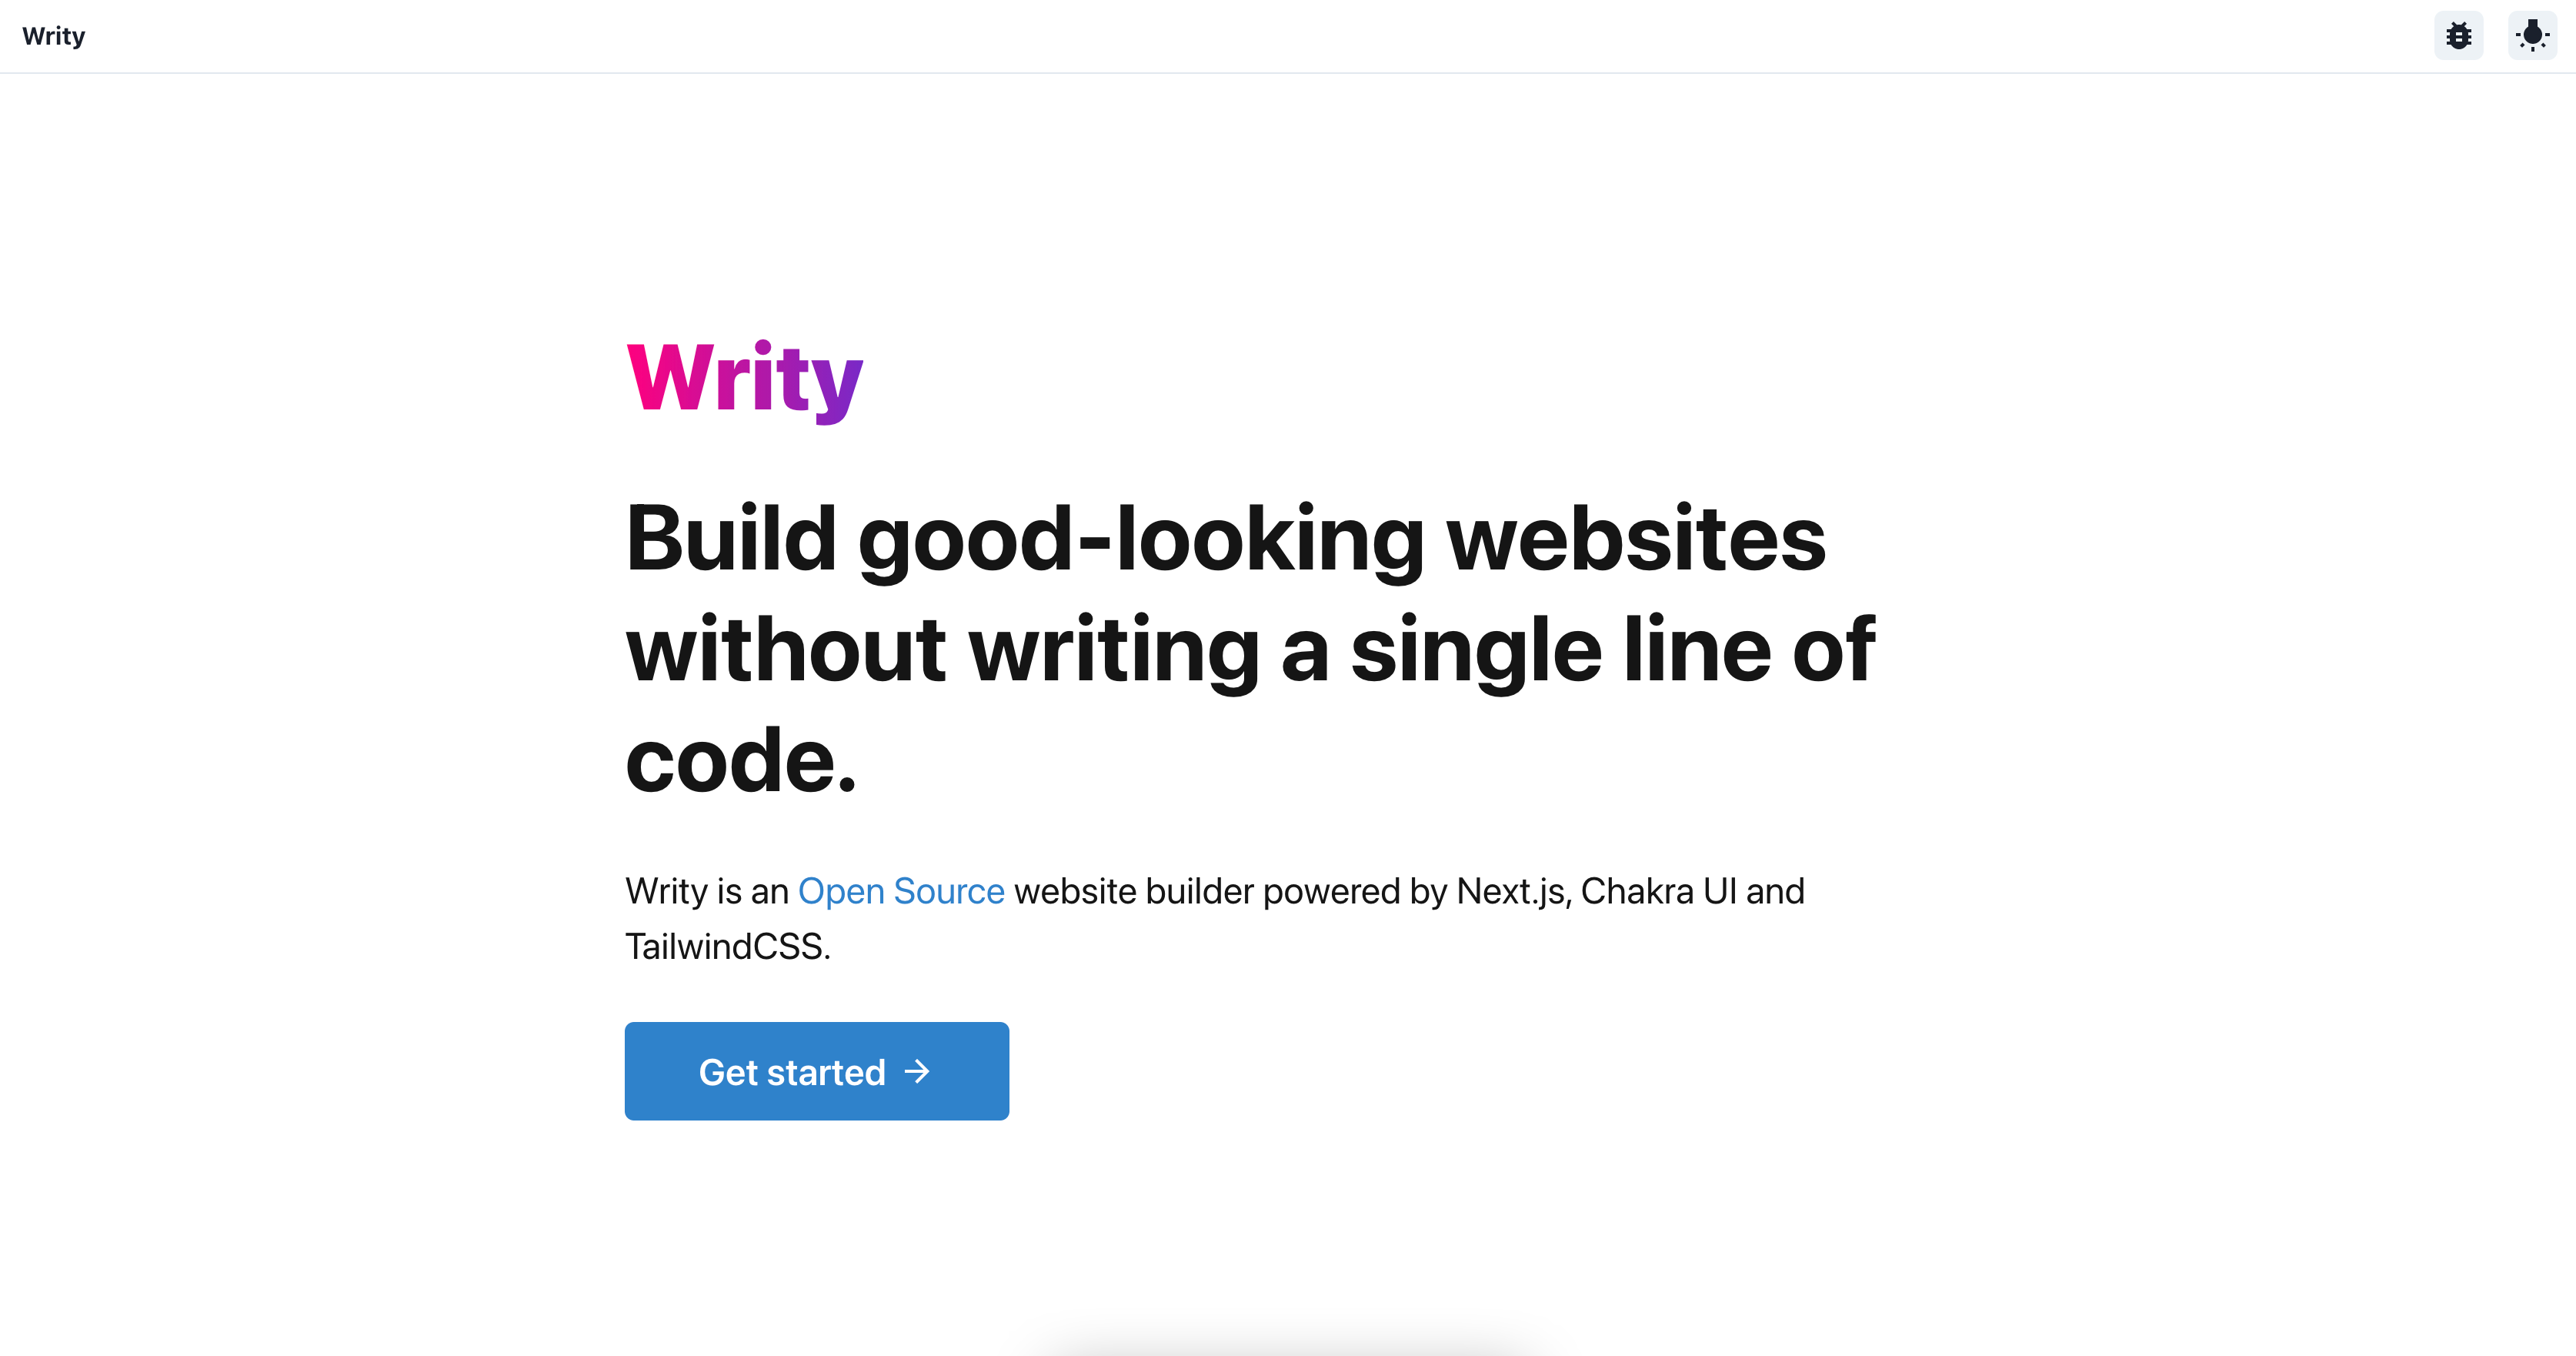 Writy
Writy
Build good-looking websites
without writing a single line of
code.
Writy is an Open Source website builder powered by Next.js, Chakra UI and
TailwindCSS.
Get started →